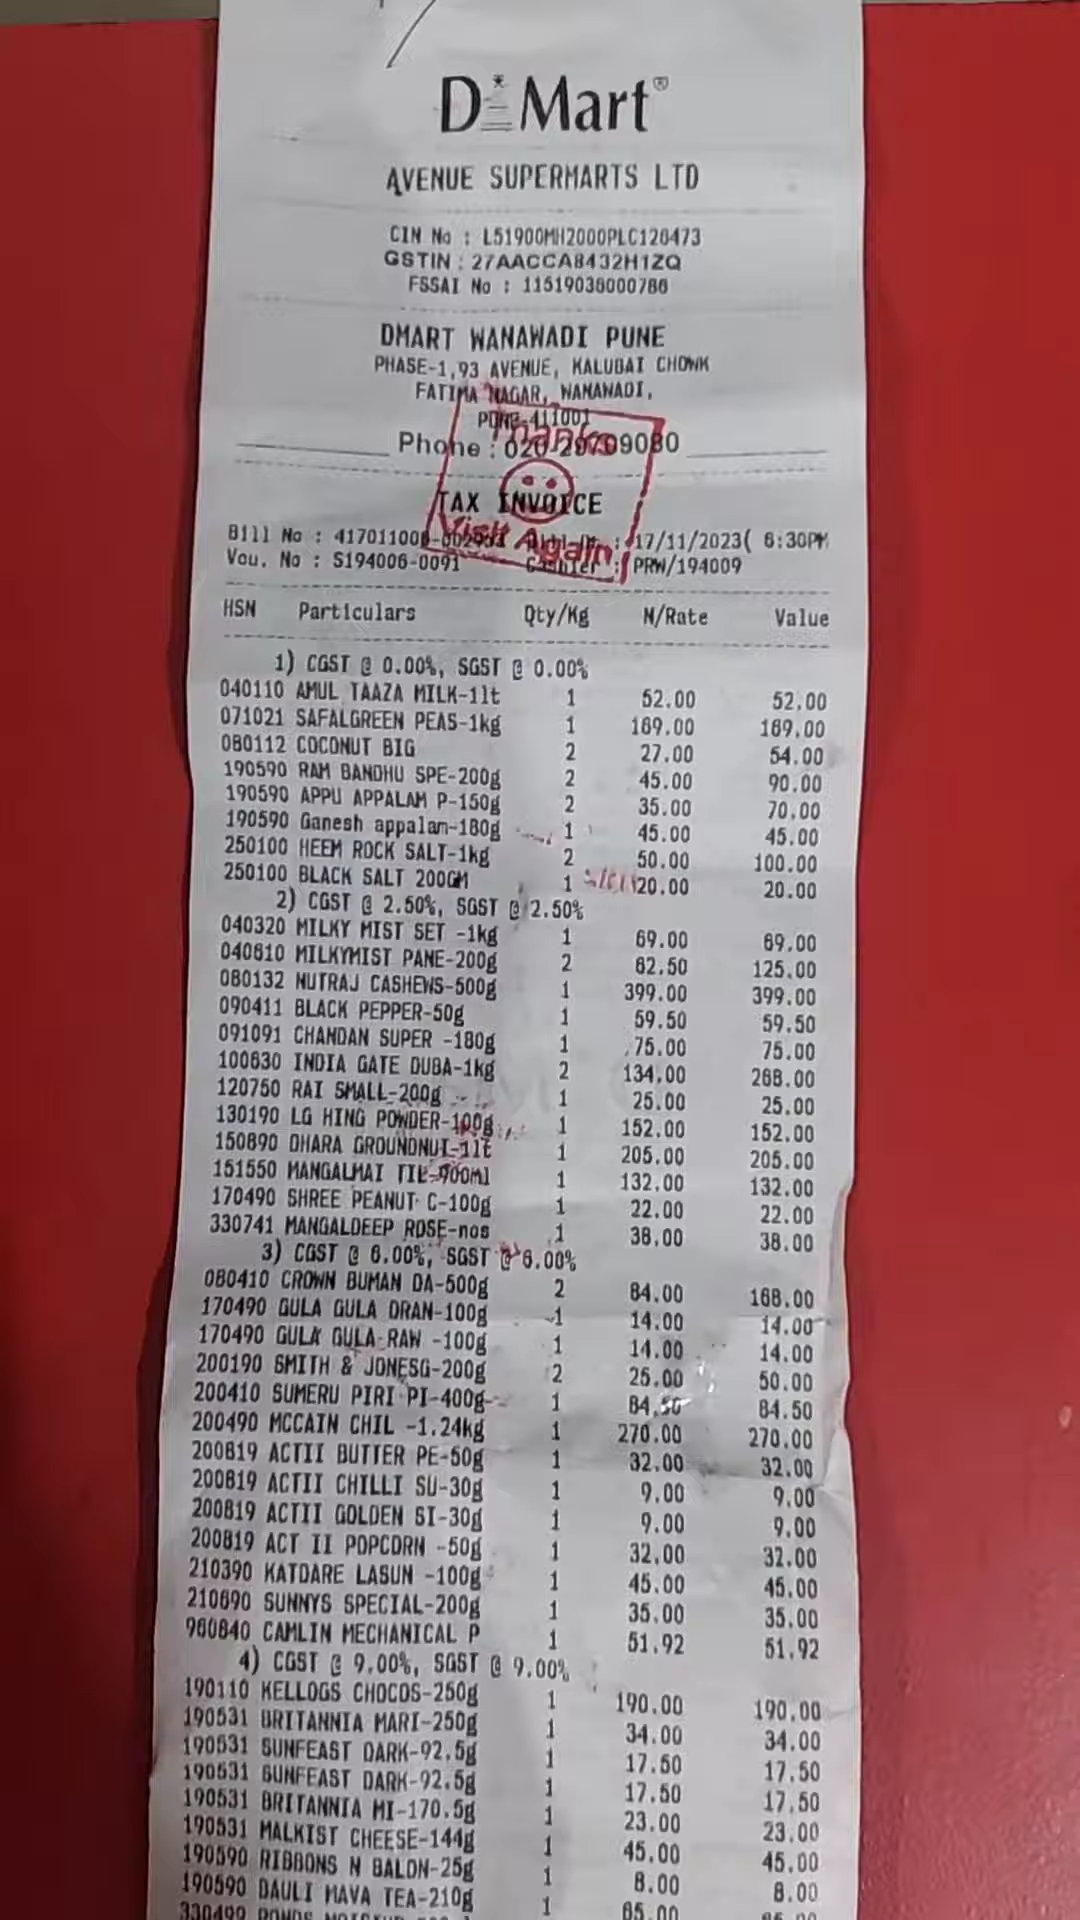 D Mart®
AVENUE SUPERMARTS LTD
CIN No : L51900MH2000PLC126473
GSTIN : 27AACCA8432H1ZQ
FSSAI No : 11519036000786
DMART WANAWADI PUNE
PHASE-1,93 AVENUE, KALUBAI CHOWK
FATIMA NAGAR, WANAWADI,
PUNE-411001
Thanks
Phone : 020-29709080
TAX INVOICE
Visit Again
Bill No : : 17/11/2023( 6:30PM
Vou. No : S194006-0091 Cashier : PRW/194009
HSN Particulars Qty/Kg N/Rate Value
1) CGST @ 0.00%, SGST @ 0.00%
040110 AMUL TAAZA MILK-1lt 1 52.00 52.00
071021 SAFALGREEN PEAS-1kg 1 169.00 169.00
080112 COCONUT BIG 2 27.00 54.00
190590 RAM BANDHU SPE-200g 2 45.00 90.00
190590 APPU APPALAM P-150g 2 35.00 70.00
190590 Ganesh appalam-180g 1 45.00 45.00
250100 HEEM ROCK SALT-1kg 2 50.00 100.00
250100 BLACK SALT 200GM 1 20.00 20.00
2) CGST @ 2.50%, SGST @ 2.50%
040320 MILKY MIST SET -1kg 1 69.00 69.00
040610 MILKYMIST PANE-200g 2 62.50 125.00
080132 NUTRAJ CASHEWS-500g 1 399.00 399.00
090411 BLACK PEPPER-50g 1 59.50 59.50
091091 CHANDAN SUPER -180g 1 75.00 75.00
100630 INDIA GATE DUBA-1kg 2 134.00 268.00
120750 RAI SMALL-200g 1 25.00 25.00
130190 LG HING POWDER-100g 1 152.00 152.00
150890 DHARA GROUNDNUT-1lt 1 205.00 205.00
151550 MANGALMAI TIL-900ml 1 132.00 132.00
170490 SHREE PEANUT C-100g 1 22.00 22.00
330741 MANGALDEEP ROSE-nos 1 38.00 38.00
3) CGST @ 6.00%, SGST @ 6.00%
080410 CROWN BUMAN DA-500g 2 84.00 168.00
170490 GULA GULA ORAN-100g 1 14.00 14.00
170490 GULA GULA RAW -100g 1 14.00 14.00
200190 SMITH & JONESG-200g 2 25.00 50.00
200410 SUMERU PIRI PI-400g 1 84.50 84.50
200490 MCCAIN CHIL -1.24kg 1 270.00 270.00
200819 ACTII BUTTER PE-50g 1 32.00 32.00
200819 ACTII CHILLI SU-30g 1 9.00 9.00
200819 ACTII GOLDEN SI-30g 1 9.00 9.00
200819 ACT II POPCORN -50g 1 32.00 32.00
210390 KATDARE LASUN -100g 1 45.00 45.00
210690 SUNNYS SPECIAL-200g 1 35.00 35.00
960840 CAMLIN MECHANICAL P 1 51.92 51.92
4) CGST @ 9.00%, SGST @ 9.00%
190110 KELLOGS CHOCOS-250g 1 190.00 190.00
190531 BRITANNIA MARI-250g 1 34.00 34.00
190531 SUNFEAST DARK-92.5g 1 17.50 17.50
190531 SUNFEAST DARK-92.5g 1 17.50 17.50
190531 BRITANNIA MI-170.5g 1 23.00 23.00
190531 MALKIST CHEESE-144g 1 45.00 45.00
190590 RIBBONS N BALON-25g 1 8.00 8.00
190590 BAULI MAVA TEA-210g 1 65.00
330499 PONDS